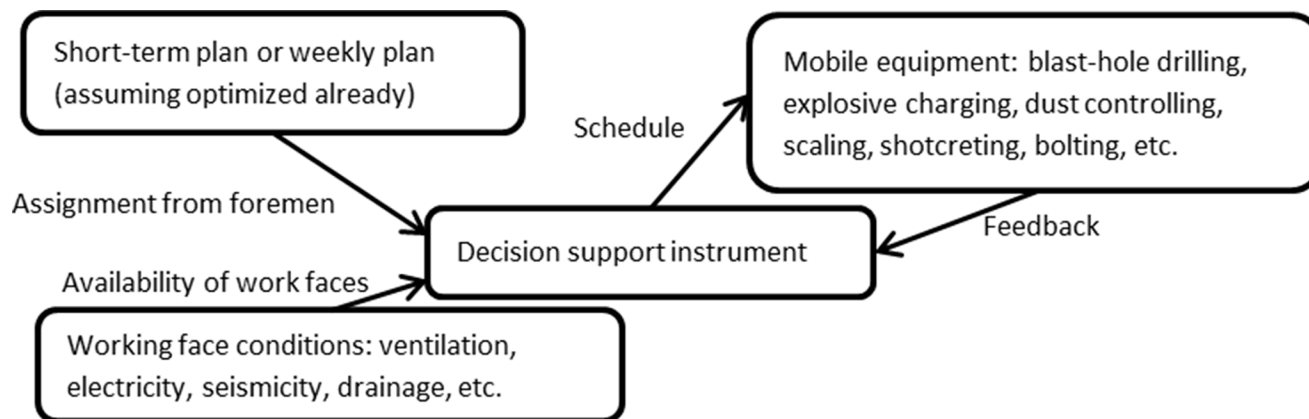 Short-term plan or weekly plan
(assuming optimized already)
Mobile equipment: blast-hole drilling,
explosive charging, dust controlling,
scaling, shotcreting, bolting, etc.
Schedule
Assignment from foremen
Feedback
Decision support instrument
Availability of work faces
Working face conditions: ventilation,
electricity, seismicity, drainage, etc.